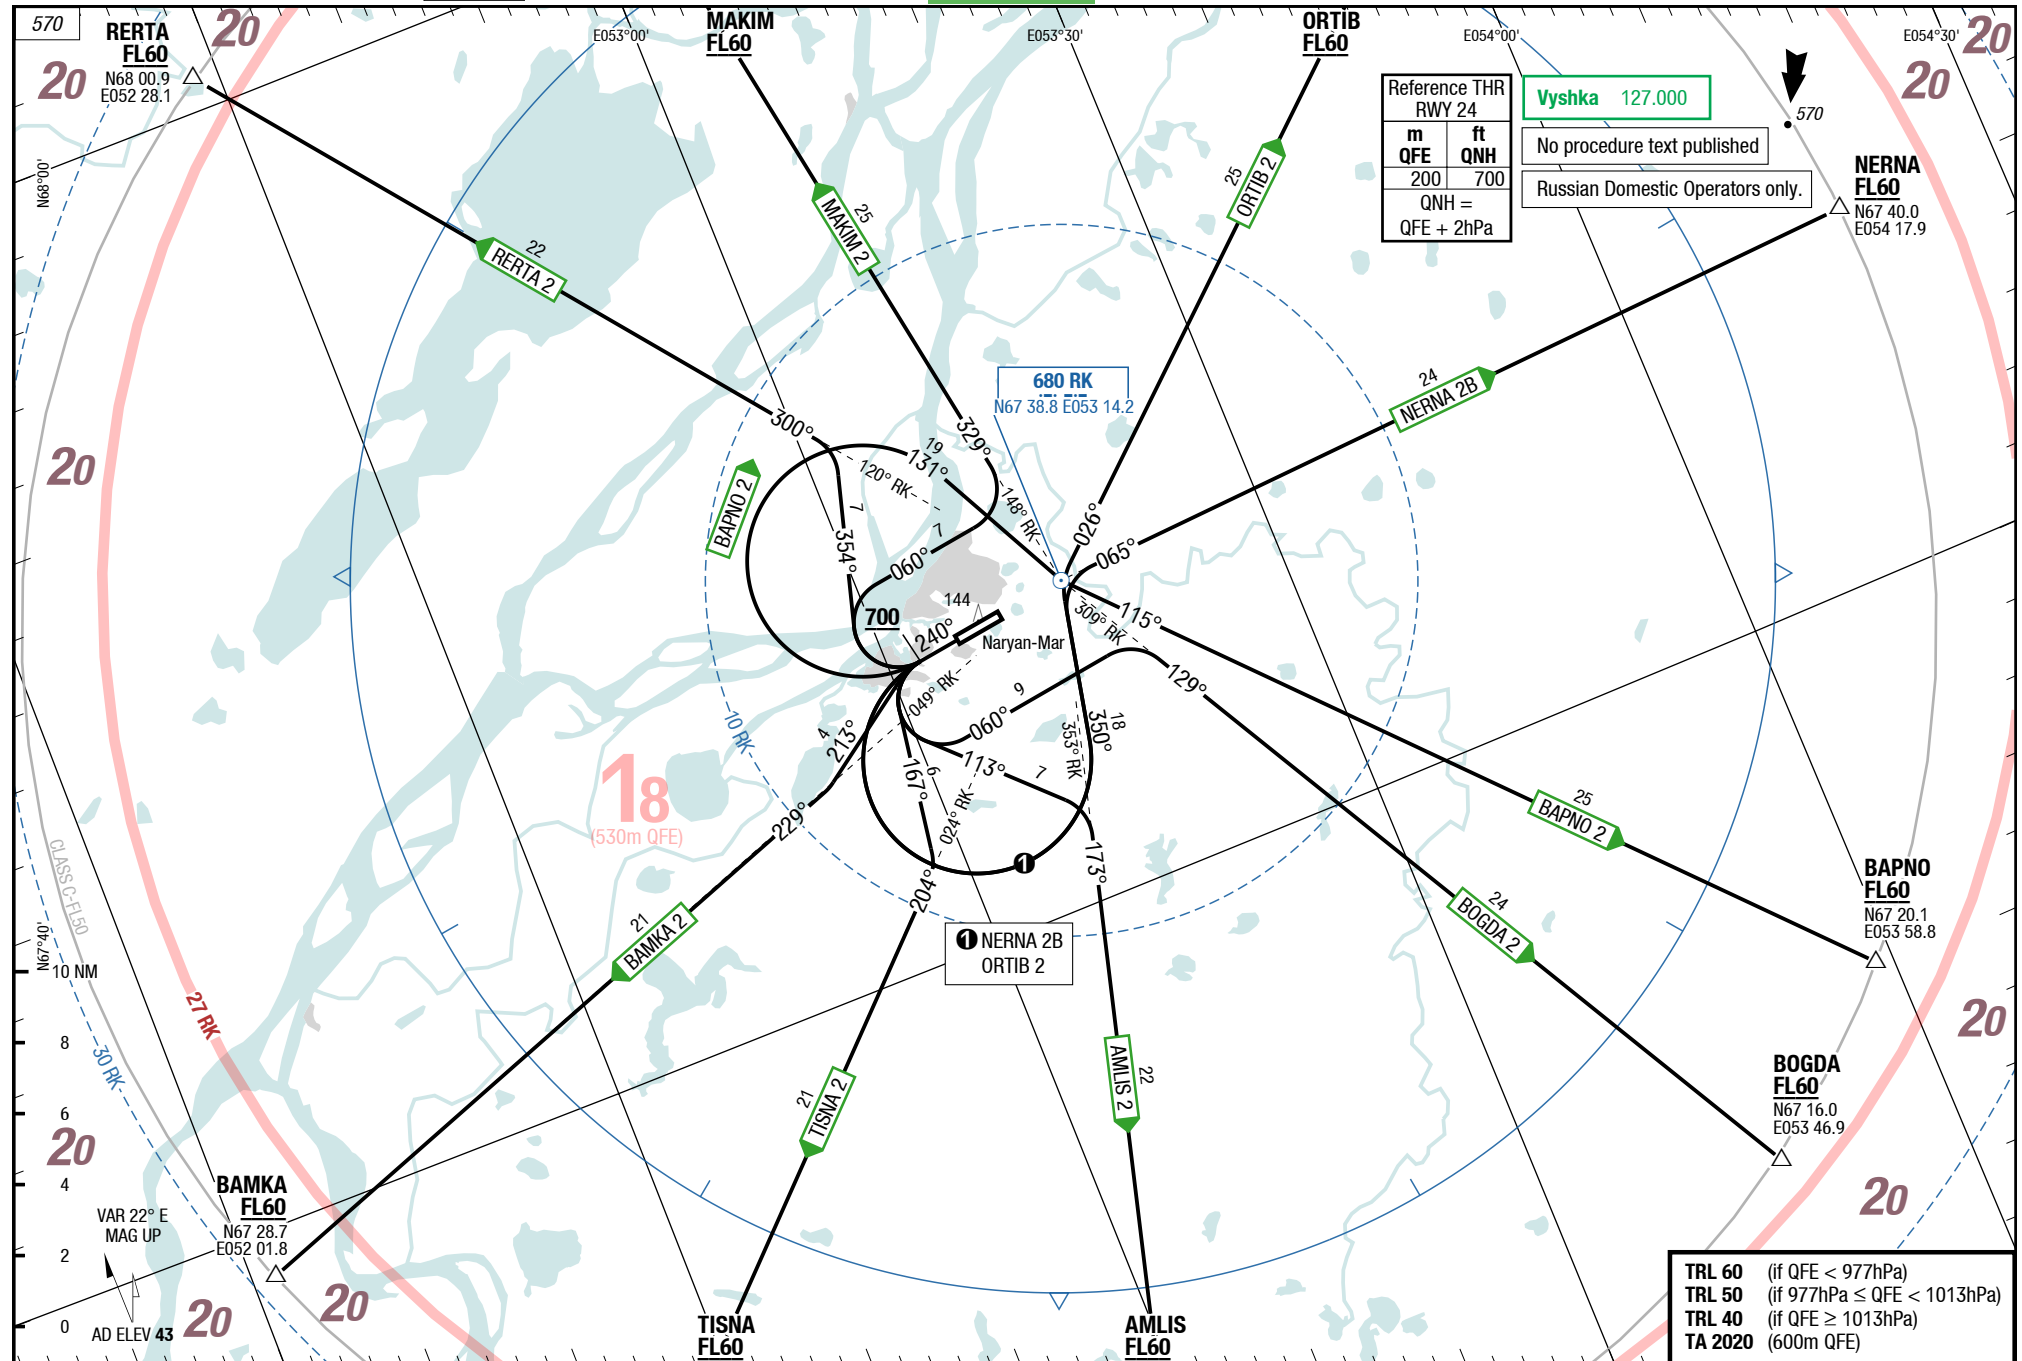 570
RERTA
FL60
N68 00.9
E052 28.1
20
20
MAKIM
FL60
E053°00'
E053°30'
ORTIB
FL60
E054°00'
E054°30'
20
20
Reference THR
RWY 24
m ft
QFE QNH
200 700
QNH =
QFE + 2hPa
Vyshka 127.000
No procedure text published
Russian Domestic Operators only.
570
NERNA
FL60
N67 40.0
E054 17.9
N68°00'
22
RERTA 2
25
MAKIM 2
25
ORTIB 2
24
NERNA 2B
680 RK
N67 38.8 E053 14.2
20
300°
329°
19
131°
120° RK
148° RK
BAPNO 2
7
354°
7
060°
026°
065°
700
144
240°
Naryan-Mar
309° RK
115°
049° RK
129°
10 RK
4
213°
9
060°
18
350°
353° RK
6
167°
113°
7
024° RK
18
(530m QFE)
229°
1
173°
204°
25
BAPNO 2
24
BOGDA 2
BAPNO
FL60
N67 20.1
E053 58.8
CLASS C-FL50
N67°40'
21
BAMKA 2
1 NERNA 2B
ORTIB 2
10 NM
8
6
4
2
0
27 RK
30 RK
20
20
21
TISNA 2
22
AMLIS 2
BOGDA
FL60
N67 16.0
E053 46.9
20
BAMKA
FL60
N67 28.7
E052 01.8
VAR 22° E
MAG UP
AD ELEV 43
20
20
TISNA
FL60
AMLIS
FL60
TRL 60 (if QFE < 977hPa)
TRL 50 (if 977hPa ≤ QFE < 1013hPa)
TRL 40 (if QFE ≥ 1013hPa)
TA 2020 (600m QFE)